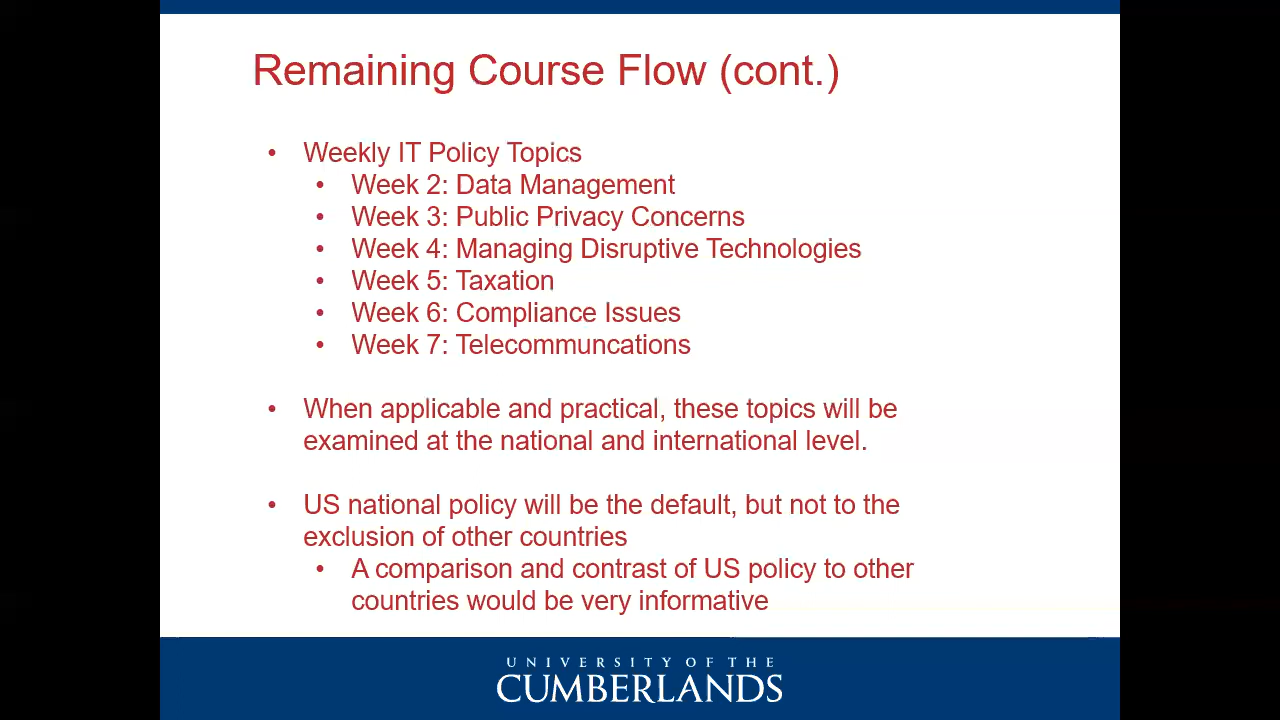 Remaining Course Flow (cont.)
• Weekly IT Policy Topics
• Week 2: Data Management
• Week 3: Public Privacy Concerns
• Week 4: Managing Disruptive Technologies
• Week 5: Taxation
• Week 6: Compliance Issues
• Week 7: Telecommuncations
• When applicable and practical, these topics will be
examined at the national and international level.
• US national policy will be the default, but not to the
exclusion of other countries
• A comparison and contrast of US policy to other
countries would be very informative
UNIVERSITY OF THE
CUMBERLANDS